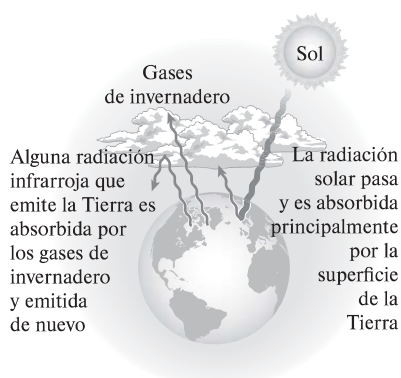 Sol
Gases
de invernadero
Alguna radiación
infrarroja que
emite la Tierra es
absorbida por
los gases de
invernadero
y emitida
de nuevo
La radiación
solar pasa
y es absorbida
principalmente
por la
superficie
de la
Tierra